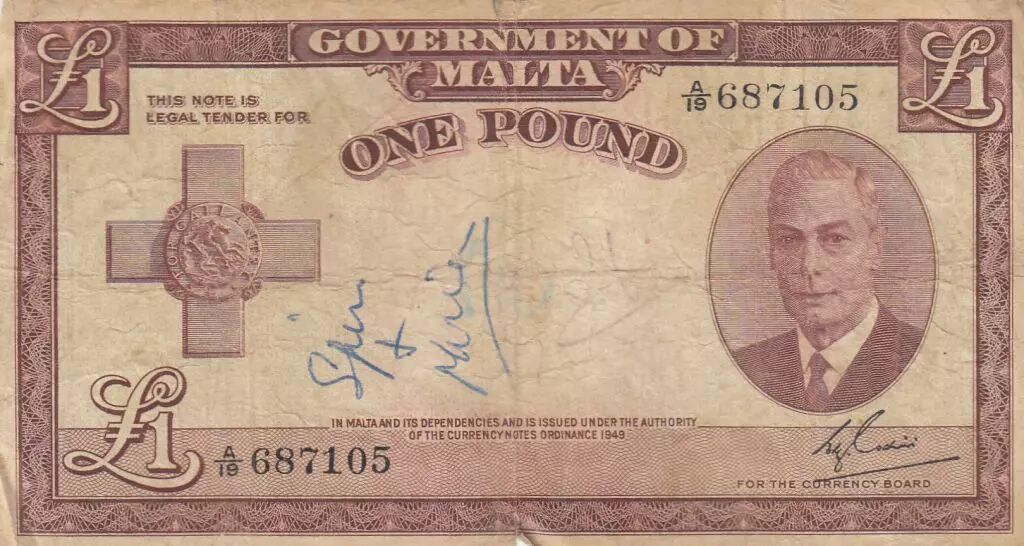 GOVERNMENT OF
MALTA
£1
£1
A/19 687105
THIS NOTE IS
LEGAL TENDER FOR
ONE POUND
FOR GALLANTRY
IN MALTA AND ITS DEPENDENCIES AND IS ISSUED UNDER THE AUTHORITY
OF THE CURRENCY NOTES ORDINANCE 1949
£1
A/19 687105
FOR THE CURRENCY BOARD